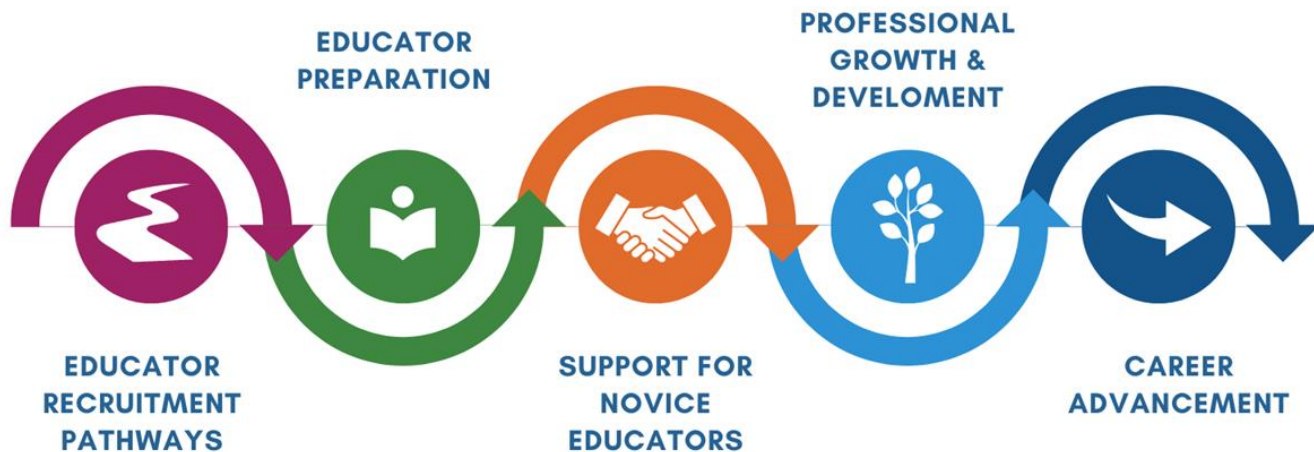 EDUCATOR
RECRUITMENT
PATHWAYS
EDUCATOR
PREPARATION
SUPPORT FOR
NOVICE
EDUCATORS
PROFESSIONAL
GROWTH &
DEVELOMENT
CAREER
ADVANCEMENT